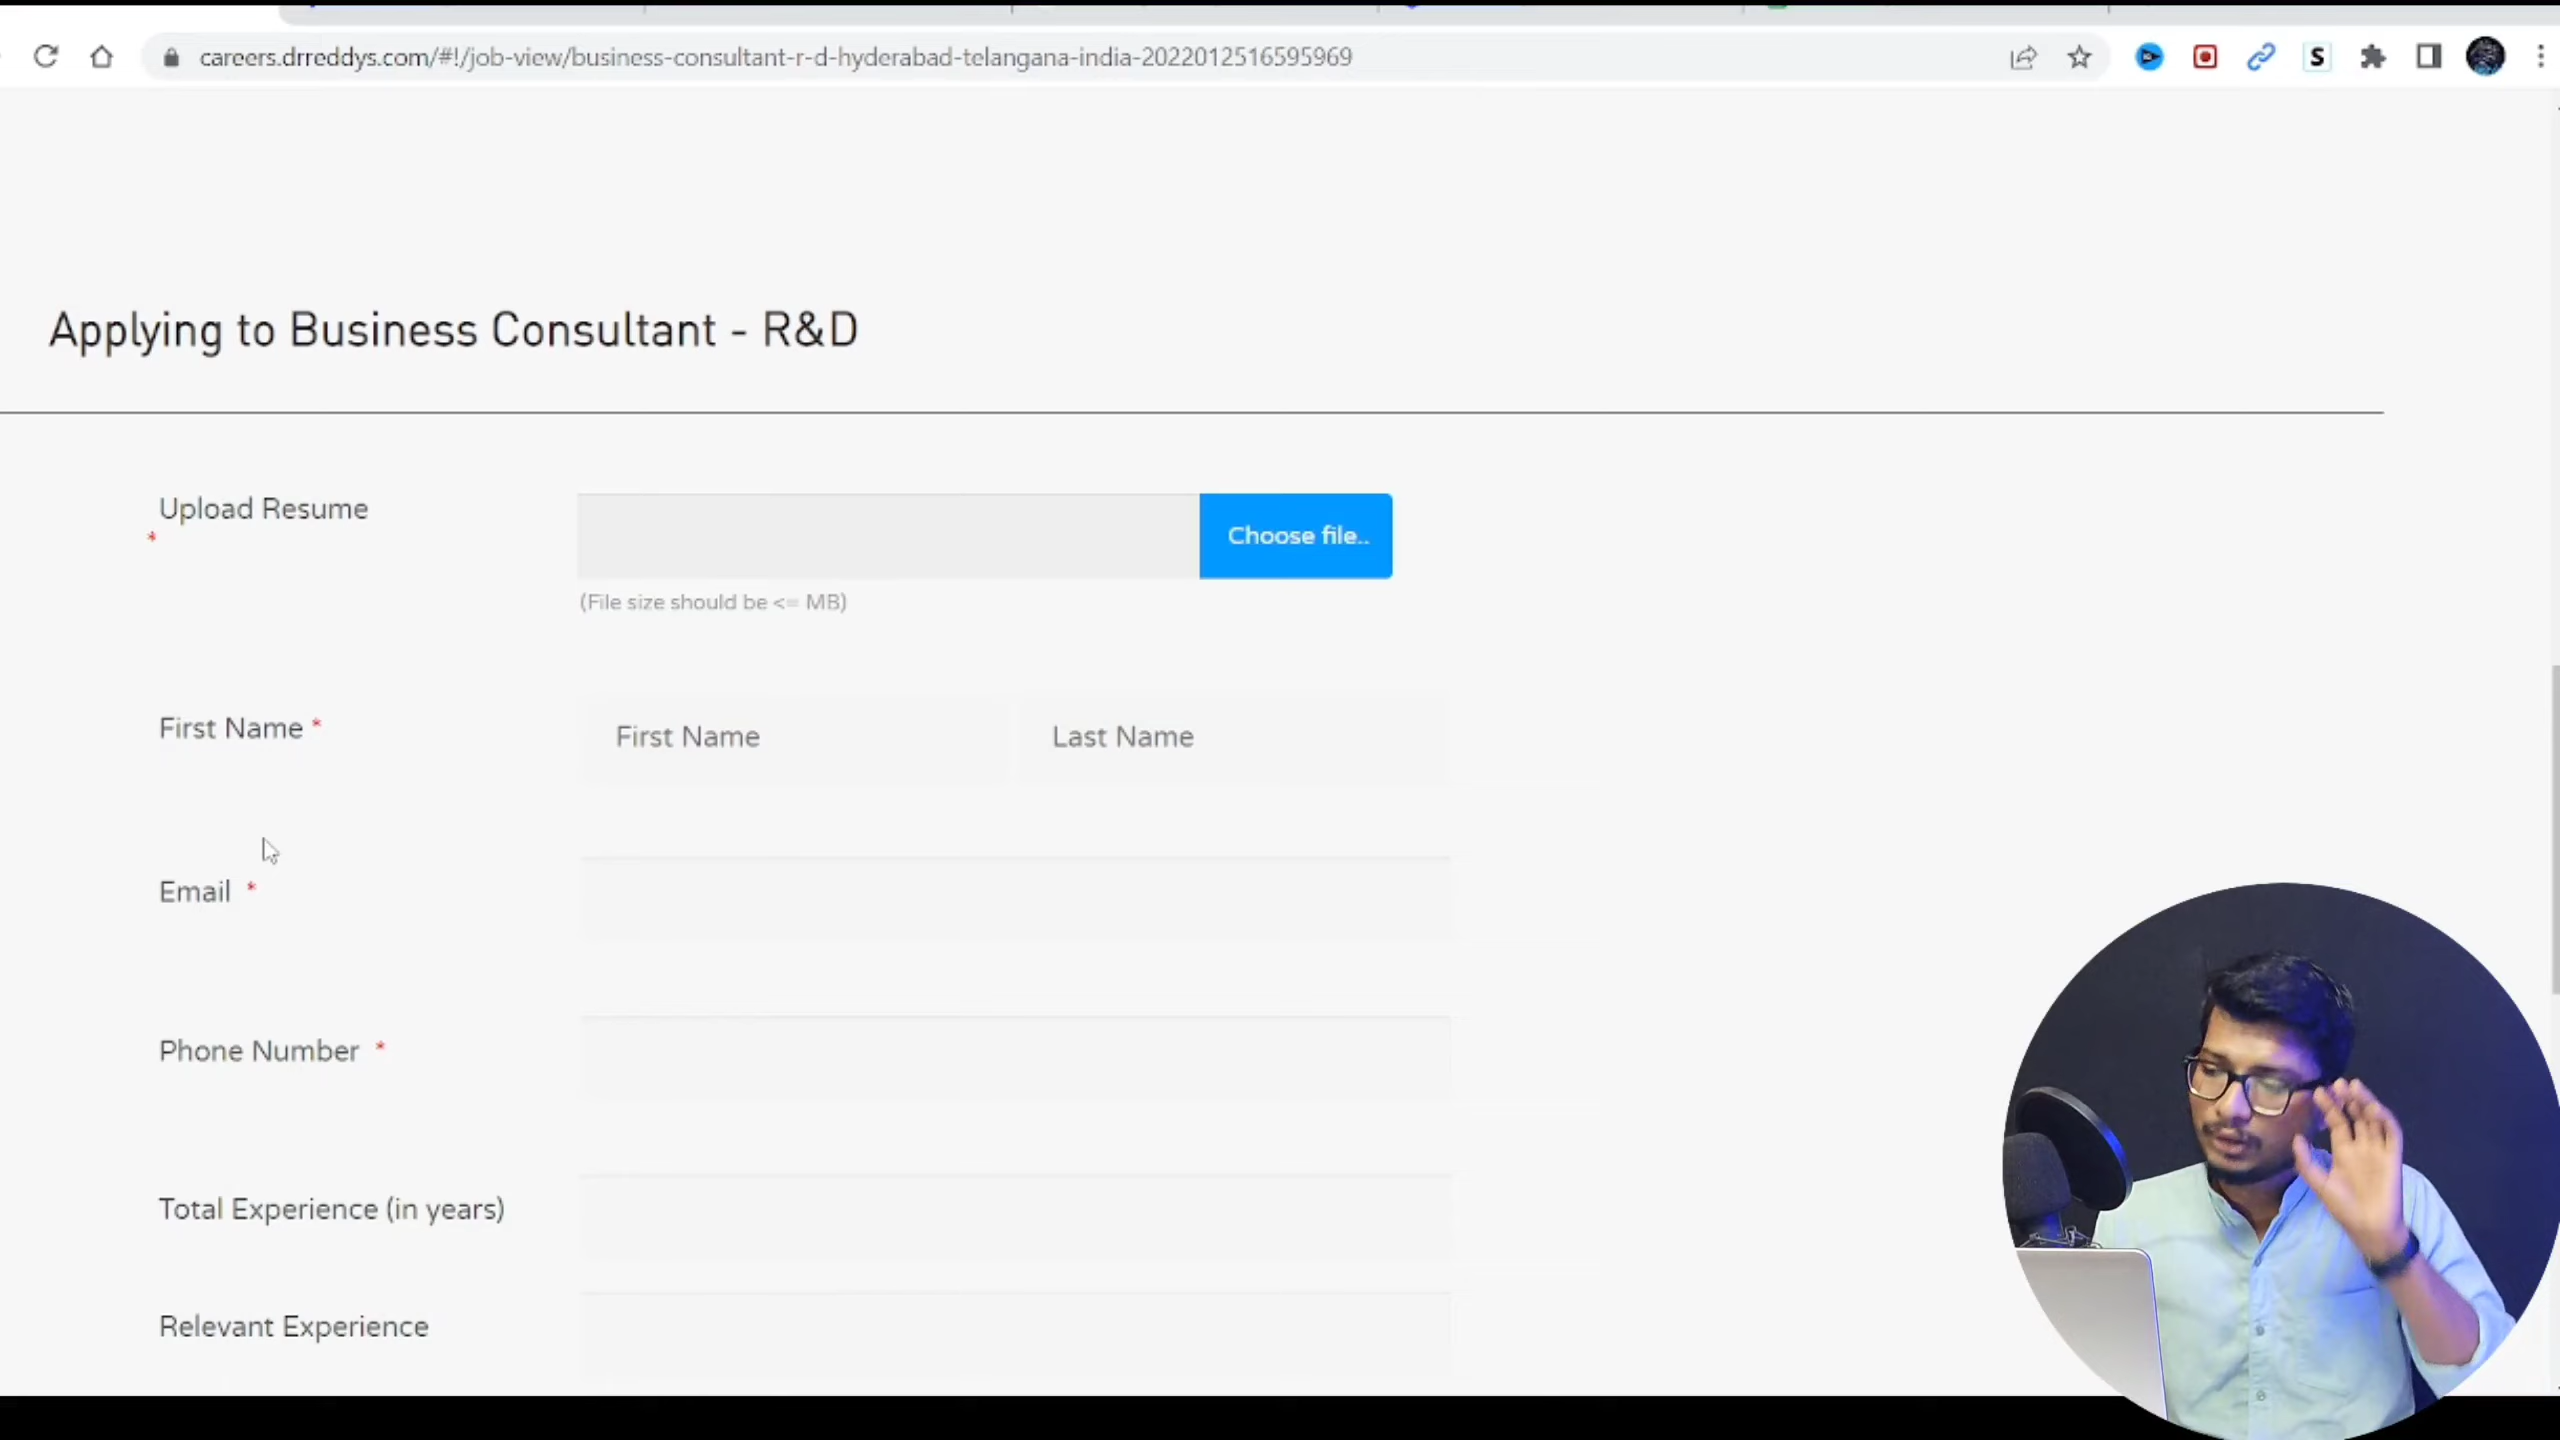 careers.drreddys.com/#!/job-view/business-consultant-r-d-hyderabad-telangana-india-2022012516595969
S
Applying to Business Consultant - R&D
Upload Resume
*
Choose file..
(File size should be <= MB)
First Name *
First Name
Last Name
Email *
Phone Number *
Total Experience (in years)
Relevant Experience